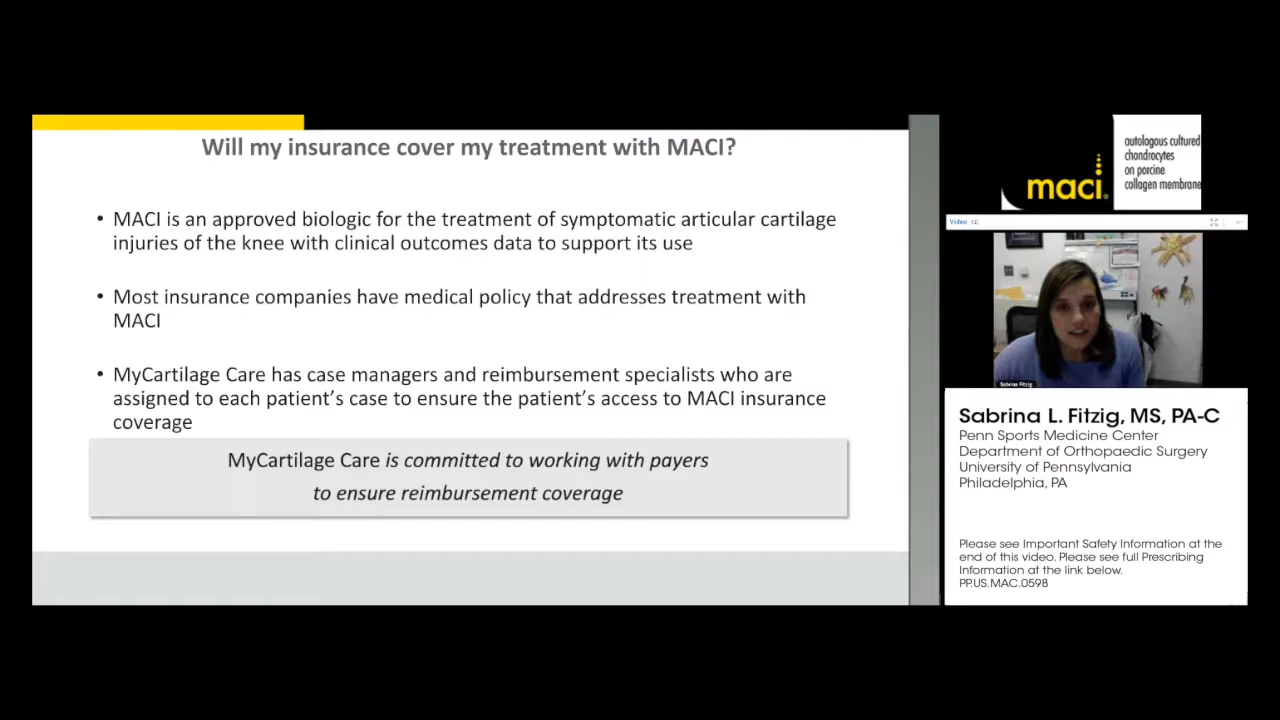 Will my insurance cover my treatment with MACI?
• MACI is an approved biologic for the treatment of symptomatic articular cartilage
injuries of the knee with clinical outcomes data to support its use
• Most insurance companies have medical policy that addresses treatment with
MACI
• MyCartilage Care has case managers and reimbursement specialists who are
assigned to each patient's case to ensure the patient's access to MACI insurance
coverage
MyCartilage Care is committed to working with payers
to ensure reimbursement coverage
maci.
autologous cultured
chondrocytes
on porcine
collagen membrane
Video
Sabrina Fitzig
Sabrina L. Fitzig, MS, PA-C
Penn Sports Medicine Center
Department of Orthopaedic Surgery
University of Pennsylvania
Philadelphia, PA
Please see Important Safety Information at the
end of this video. Please see full Prescribing
Information at the link below.
PP.US.MAC.0598